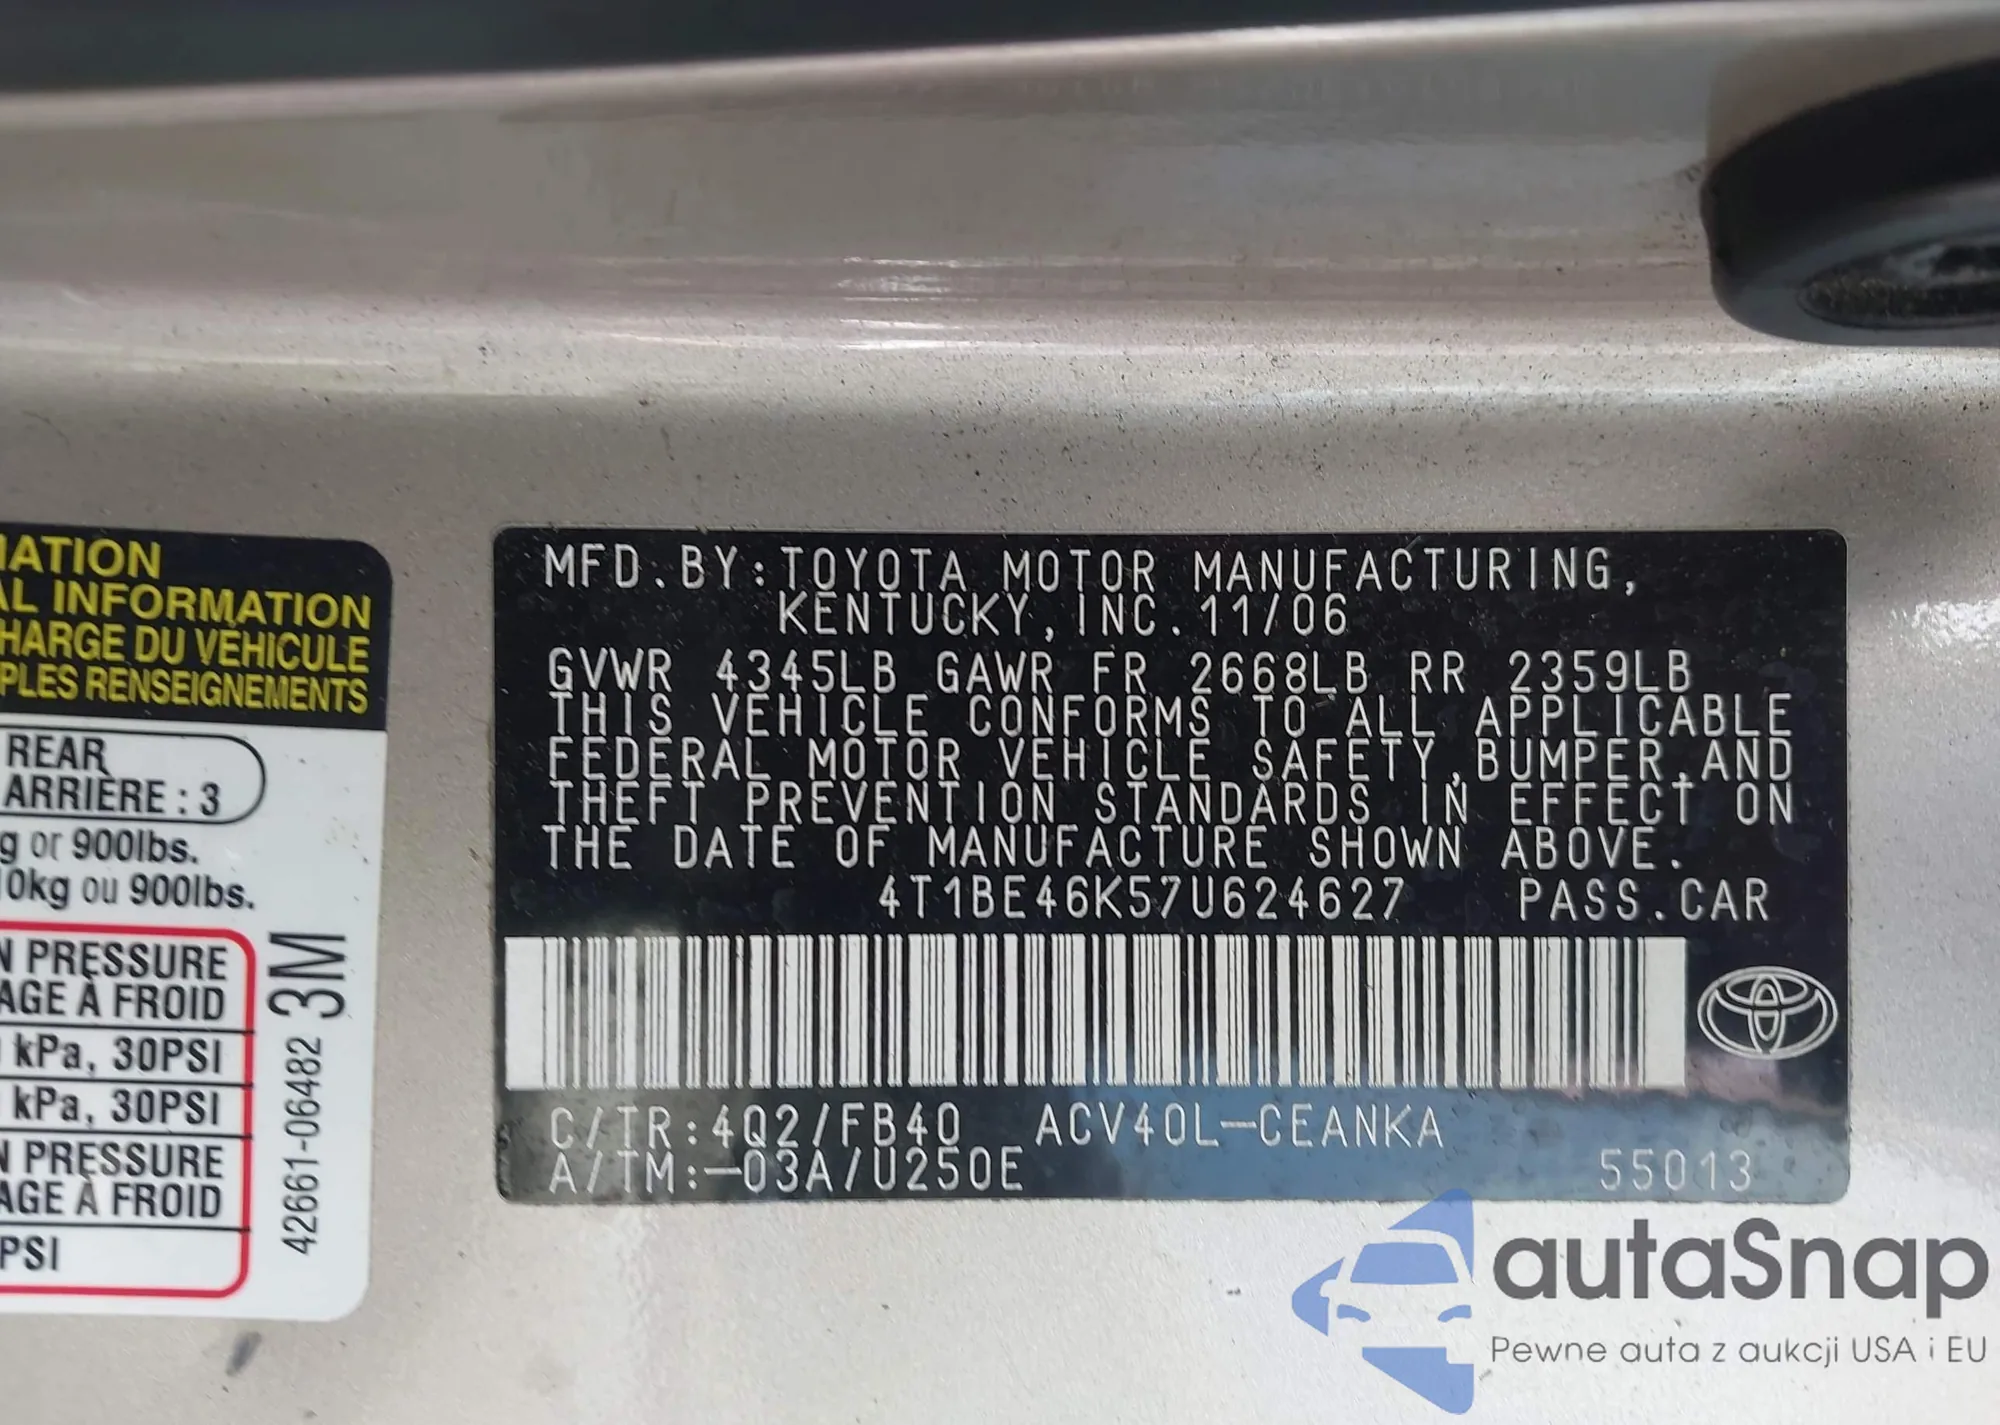 MATION
AL INFORMATION
HARGE DU VÉHICULE
PLES RENSEIGNEMENTS
REAR
ARRIÈRE : 3
g or 900lbs.
10kg ou 900lbs.
N PRESSURE
AGE À FROID
kPa, 30PSI
kPa, 30PSI
N PRESSURE
AGE À FROID
PSI
42661-06482 3M
MFD.BY:TOYOTA MOTOR MANUFACTURING,
KENTUCKY,INC.11/06
GVWR 4345LB GAWR FR 2668LB RR 2359LB
THIS VEHICLE CONFORMS TO ALL APPLICABLE
FEDERAL MOTOR VEHICLE SAFETY,BUMPER,AND
THEFT PREVENTION STANDARDS IN EFFECT ON
THE DATE OF MANUFACTURE SHOWN ABOVE.
4T1BE46K57U624627 PASS.CAR
C/TR:4Q2/FB40 ACV40L-CEANKA
A/TM:-03A/U250E 55013
autaSnap
Pewne auta z aukcji USA i EU